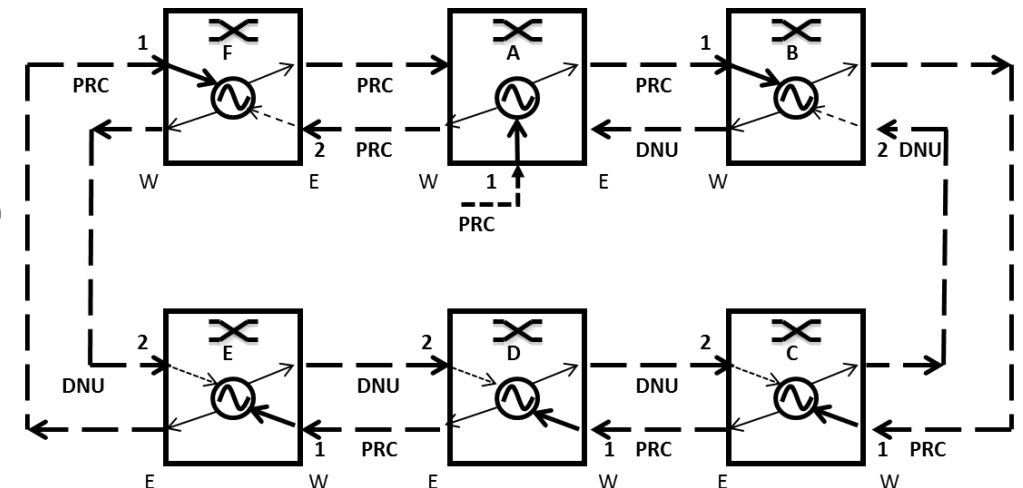 1 F A 1 B
PRC PRC PRC
2 PRC DNU 2 DNU
W E W 1 E W
PRC
2 E 2 D 2 C
DNU DNU DNU
1 PRC 1 PRC 1 PRC
E W E W E W